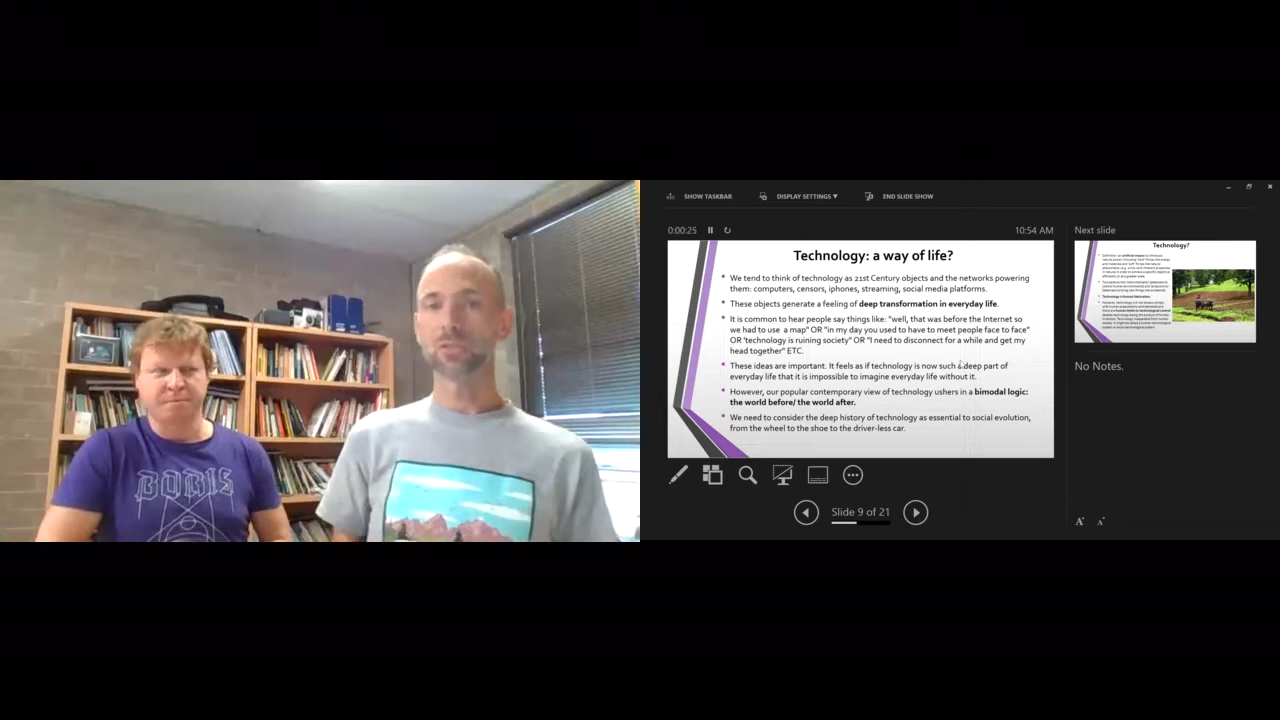 BORIS
SHOW TASKBAR
DISPLAY SETTINGS ▼
END SLIDE SHOW
0:00:25
10:54 AM
Technology: a way of life?
• We tend to think of technology as 21st Century objects and the networks powering
them: computers, censors, iphones, streaming, social media platforms.
• These objects generate a feeling of deep transformation in everyday life.
• It is common to hear people say things like: "well, that was before the Internet so
we had to use a map" OR "in my day you used to have to meet people face to face"
OR 'technology is ruining society" OR "I need to disconnect for a while and get my
head together" ETC.
• These ideas are important. It feels as if technology is now such a deep part of
everyday life that it is impossible to imagine everyday life without it.
• However, our popular contemporary view of technology ushers in a bimodal logic:
the world before/ the world after.
• We need to consider the deep history of technology as essential to social evolution,
from the wheel to the shoe to the driver-less car.
Slide 9 of 21
Next slide
Technology?
No Notes.
A A